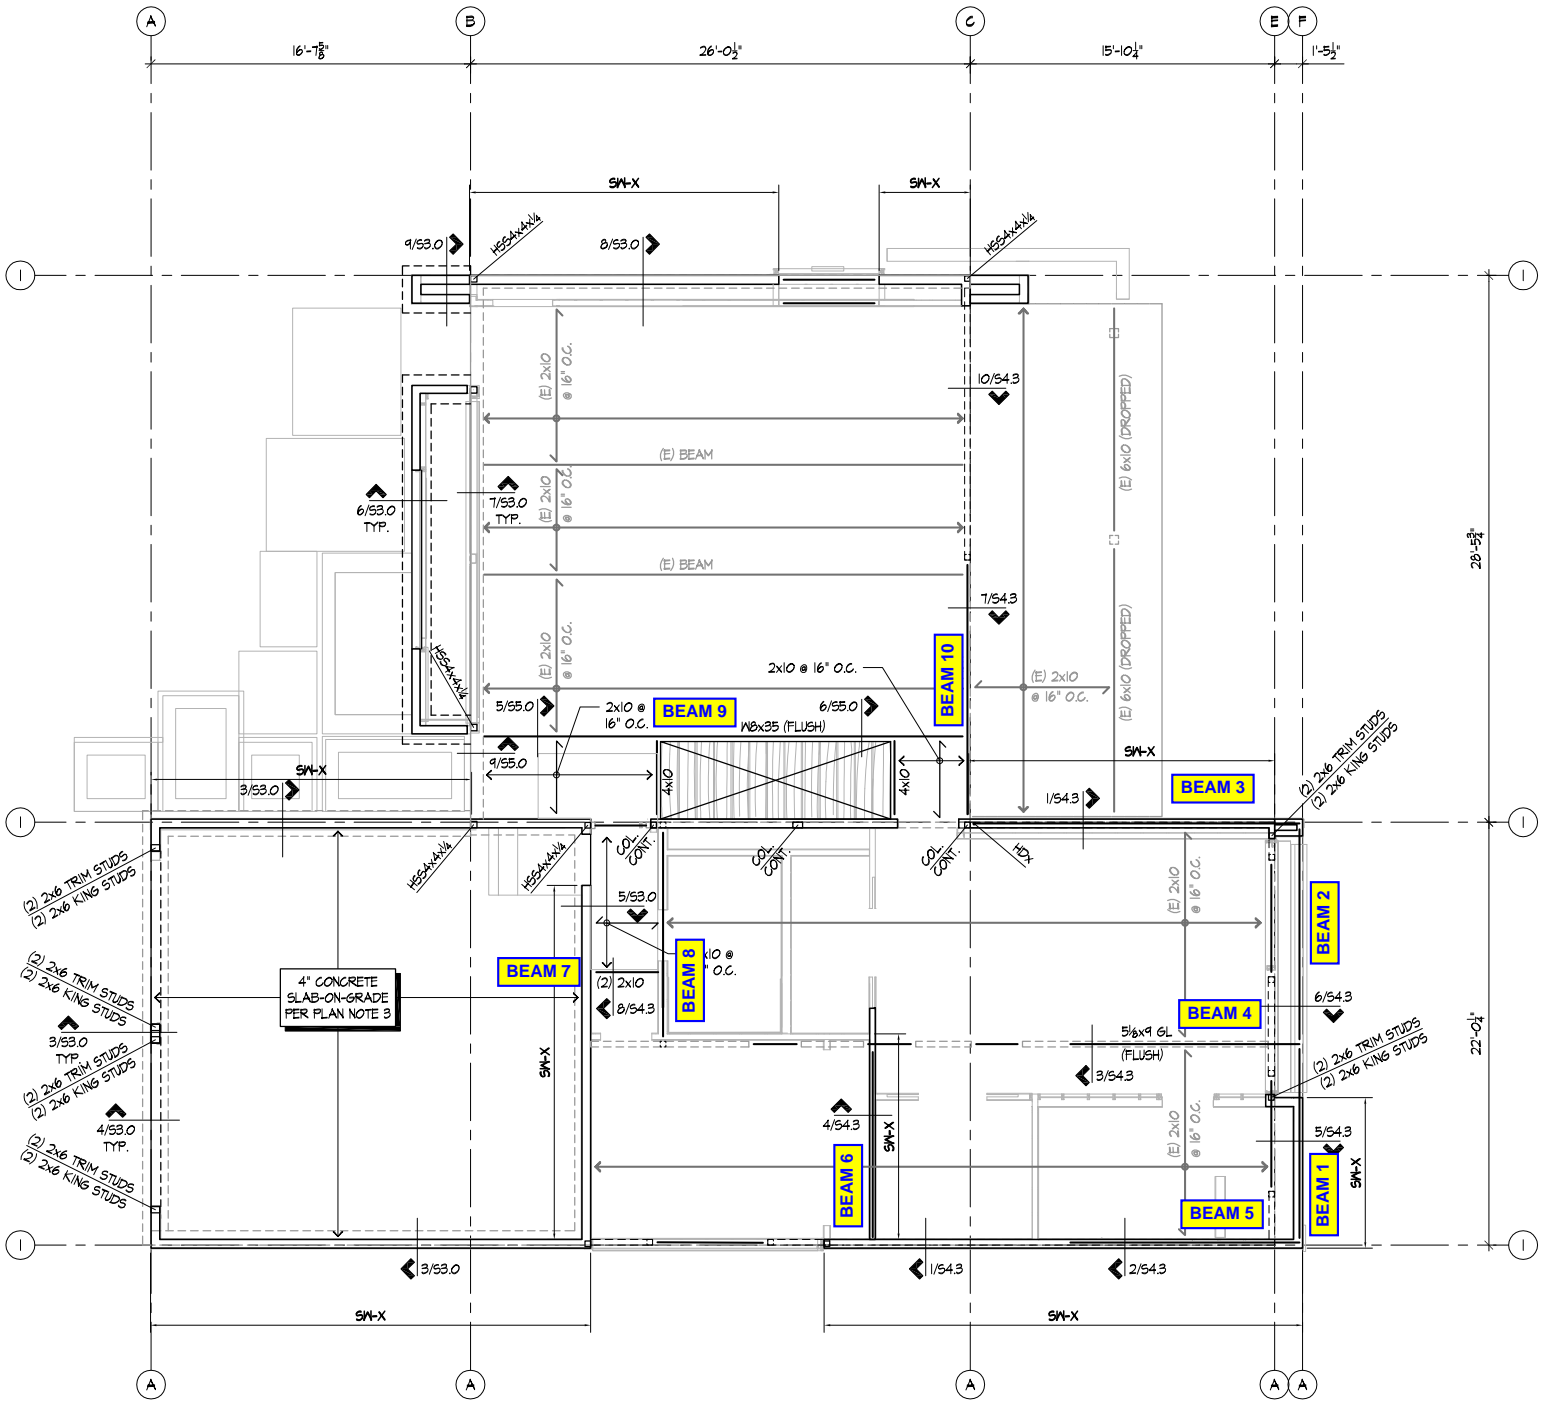 A
B
C
E
F
16'-7⅝"
26'-0½"
15'-10¼"
1'-5½"
SW-X
SW-X
9/S3.0
HSS4x4x¼
8/S3.0
HSS4x4x¼
1
1
(E) 2x10
@ 16" O.C.
10/S4.3
(E) 6x10 (DROPPED)
(E) BEAM
6/S3.0
TYP.
7/S3.0
TYP.
(E) 2x10
@ 16" O.C.
28'-5¾"
(E) BEAM
7/S4.3
(E) 2x10
@ 16" O.C.
HSS4x4x¼
2x10 @ 16" O.C.
BEAM 10
(E) 2x10
@ 16" O.C.
(E) 6x10 (DROPPED)
5/S5.0
2x10 @
16" O.C.
BEAM 9
6/S5.0
W8x35 (FLUSH)
9/S5.0
SW-X
SW-X
(2) 2x6 TRIM STUDS
(2) 2x6 KING STUDS
3/S3.0
4x10
4x10
BEAM 3
1/S4.3
1
1
HSS4x4x¼
HSS4x4x¼
COL.
CONT.
COL.
CONT.
COL.
CONT.
HDX
(2) 2x6 TRIM STUDS
(2) 2x6 KING STUDS
(E) 2x10
@ 16" O.C.
5/S3.0
BEAM 2
(2) 2x6 TRIM STUDS
(2) 2x6 KING STUDS
4" CONCRETE
SLAB-ON-GRADE
PER PLAN NOTE 3
BEAM 7
BEAM 8
x10 @
" O.C.
(2) 2x10
8/S4.3
BEAM 4
6/S4.3
3/S3.0
TYP.
(2) 2x6 TRIM STUDS
(2) 2x6 KING STUDS
5⅛x9 GL
(FLUSH)
(2) 2x6 TRIM STUDS
(2) 2x6 KING STUDS
22'-0¼"
SW-X
3/S4.3
4/S3.0
TYP.
4/S4.3
SW-X
(E) 2x10
@ 16" O.C.
5/S4.3
SW-X
(2) 2x6 TRIM STUDS
(2) 2x6 KING STUDS
BEAM 6
BEAM 5
BEAM 1
1
1
3/S3.0
1/S4.3
2/S4.3
SW-X
SW-X
A
A
A
A
A